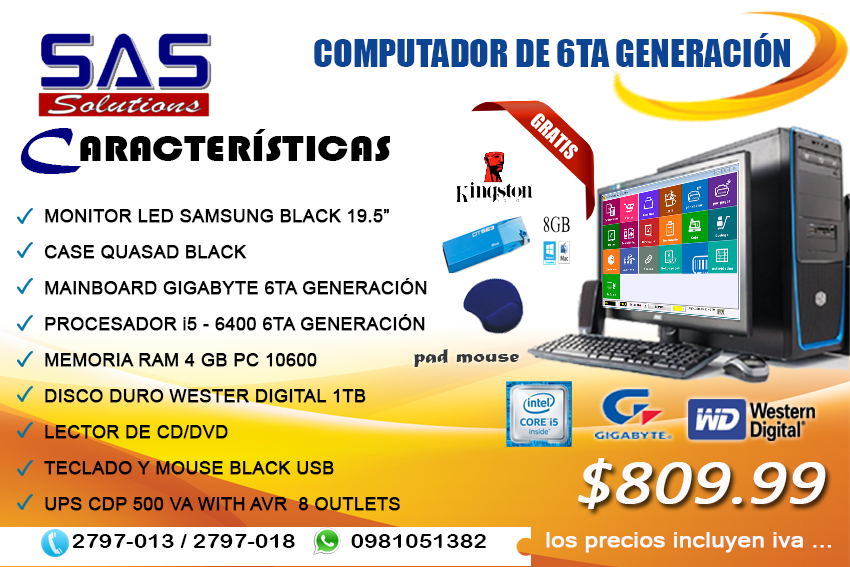 SAS
Solutions
COMPUTADOR DE 6TA GENERACIÓN
CARACTERÍSTICAS
MONITOR LED SAMSUNG BLACK 19.5”
CASE QUASAD BLACK
MAINBOARD GIGABYTE 6TA GENERACIÓN
PROCESADOR i5 - 6400 6TA GENERACIÓN
MEMORIA RAM 4 GB PC 10600
DISCO DURO WESTER DIGITAL 1TB
LECTOR DE CD/DVD
TECLADO Y MOUSE BLACK USB
UPS CDP 500 VA WITH AVR 8 OUTLETS
GRATIS
Kingston
8GB
Mac
pad mouse
intel
CORE i5
inside
GIGABYTE
WD Western
Digital
$809.99
2797-013 / 2797-018 0981051382
los precios incluyen iva ...